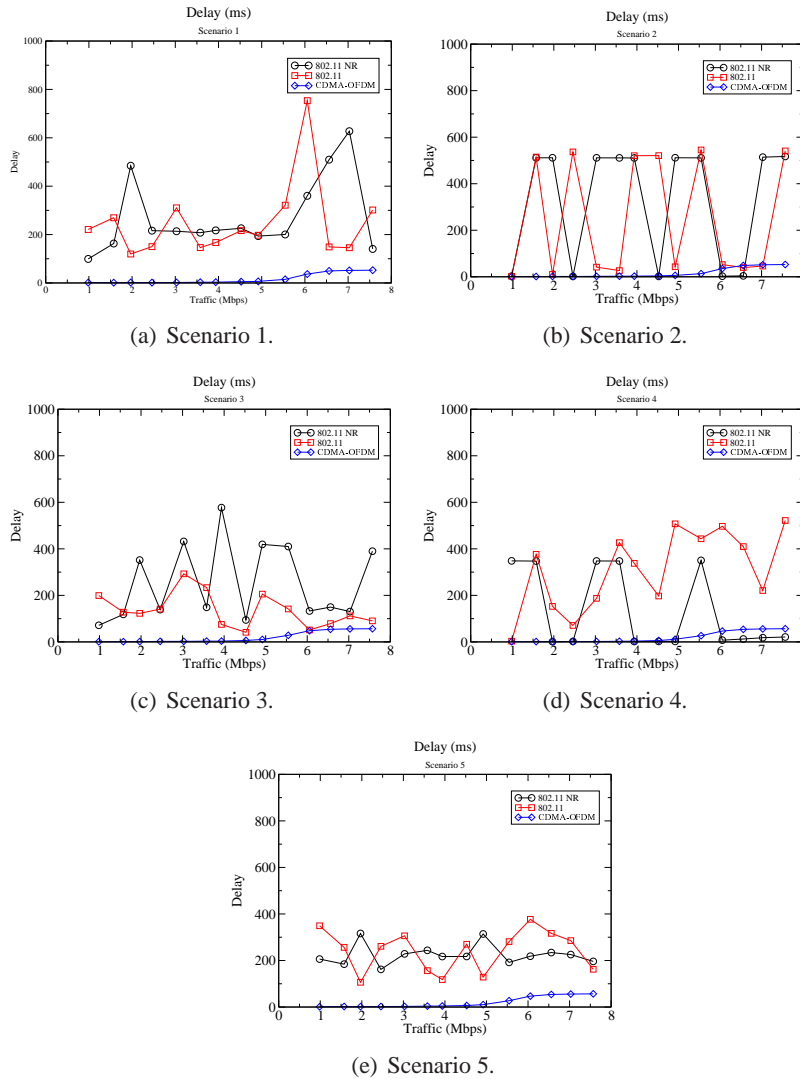 Delay (ms)
Scenario 1
1000
800
600
400
200
0
Delay
0 1 2 3 4 5 6 7 8
Traffic (Mbps)
802.11 NR
802.11
CDMA-OFDM
(a) Scenario 1.
Delay (ms)
Scenario 2
1000
800
600
400
200
0
Delay
0 1 2 3 4 5 6 7
Traffic (Mbps)
802.11 NR
802.11
CDMA-OFDM
(b) Scenario 2.
Delay (ms)
Scenario 3
1000
800
600
400
200
0
Delay
0 1 2 3 4 5 6 7 8
Traffic (Mbps)
802.11 NR
802.11
CDMA-OFDM
(c) Scenario 3.
Delay (ms)
Scenario 4
1000
800
600
400
200
0
Delay
0 1 2 3 4 5 6 7
Traffic (Mbps)
802.11 NR
802.11
CDMA-OFDM
(d) Scenario 4.
Delay (ms)
Scenario 5
1000
800
600
400
200
0
Delay
0 1 2 3 4 5 6 7 8
Traffic (Mbps)
802.11 NR
802.11
CDMA-OFDM
(e) Scenario 5.